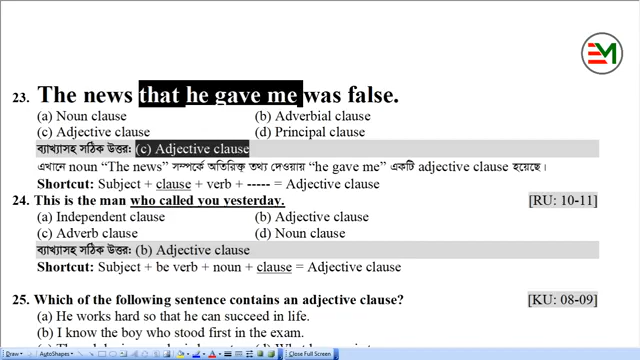 EM
23. The news that he gave me was false.
(a) Noun clause (b) Adverbial clause
(c) Adjective clause (d) Principal clause
ব্যাখ্যাসহ সঠিক উত্তর: (c) Adjective clause
এখানে noun “The news” সম্পর্কে অতিরিক্ত তথ্য দেওয়ায় “he gave me” একটি adjective clause হয়েছে।
Shortcut: Subject + clause + verb + ----- = Adjective clause
24. This is the man who called you yesterday. [RU: 10-11]
(a) Independent clause (b) Adjective clause
(c) Adverb clause (d) Noun clause
ব্যাখ্যাসহ সঠিক উত্তর: (b) Adjective clause
Shortcut: Subject + be verb + noun + clause = Adjective clause
25. Which of the following sentence contains an adjective clause? [KU: 08-09]
(a) He works hard so that he can succeed in life.
(b) I know the boy who stood first in the exam.
Draw AutoShapes Close Full Screen